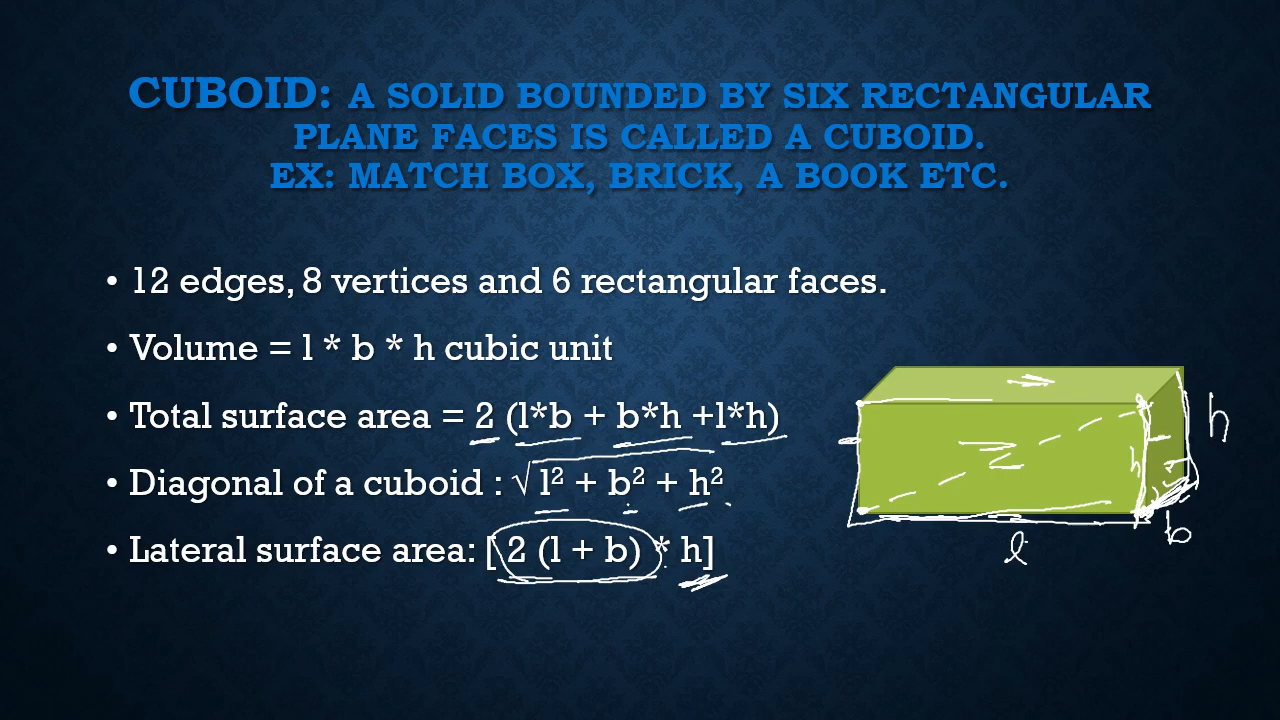 CUBOID: A SOLID BOUNDED BY SIX RECTANGULAR
PLANE FACES IS CALLED A CUBOID.
EX: MATCH BOX, BRICK, A BOOK ETC.
• 12 edges, 8 vertices and 6 rectangular faces.
• Volume = l * b * h cubic unit
• Total surface area = 2 (l*b + b*h +l*h)
• Diagonal of a cuboid : √ l² + b² + h²
• Lateral surface area: [ 2 (l + b) * h]
h
h
b
l